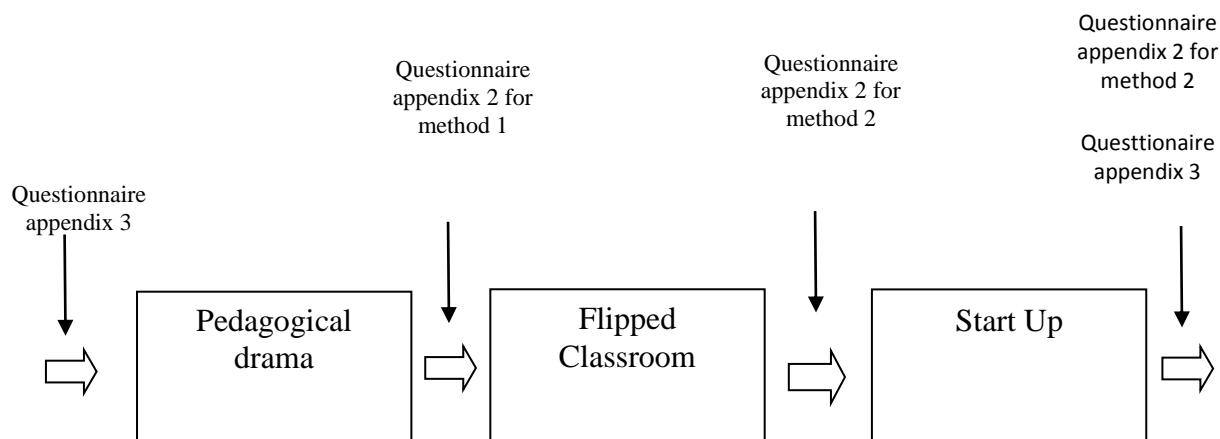 Questionnaire
appendix 3
Questionnaire
appendix 2 for
method 1
Questionnaire
appendix 2 for
method 2
Questionnaire
appendix 2 for
method 2
Questtionaire
appendix 3
Pedagogical
drama
Flipped
Classroom
Start Up